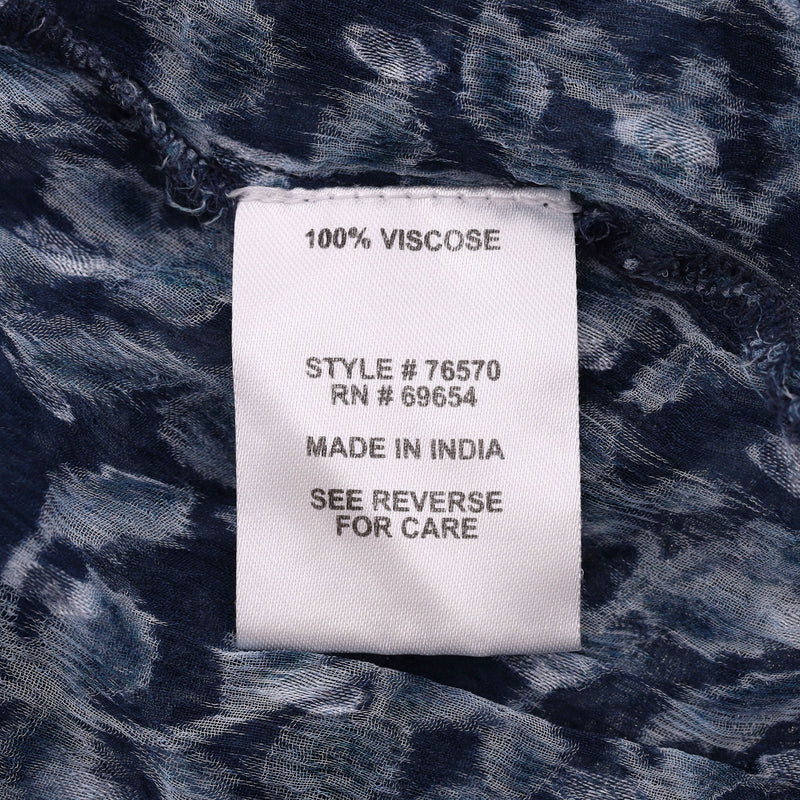 100% VISCOSE
STYLE # 76570
RN # 69654
MADE IN INDIA
SEE REVERSE
FOR CARE